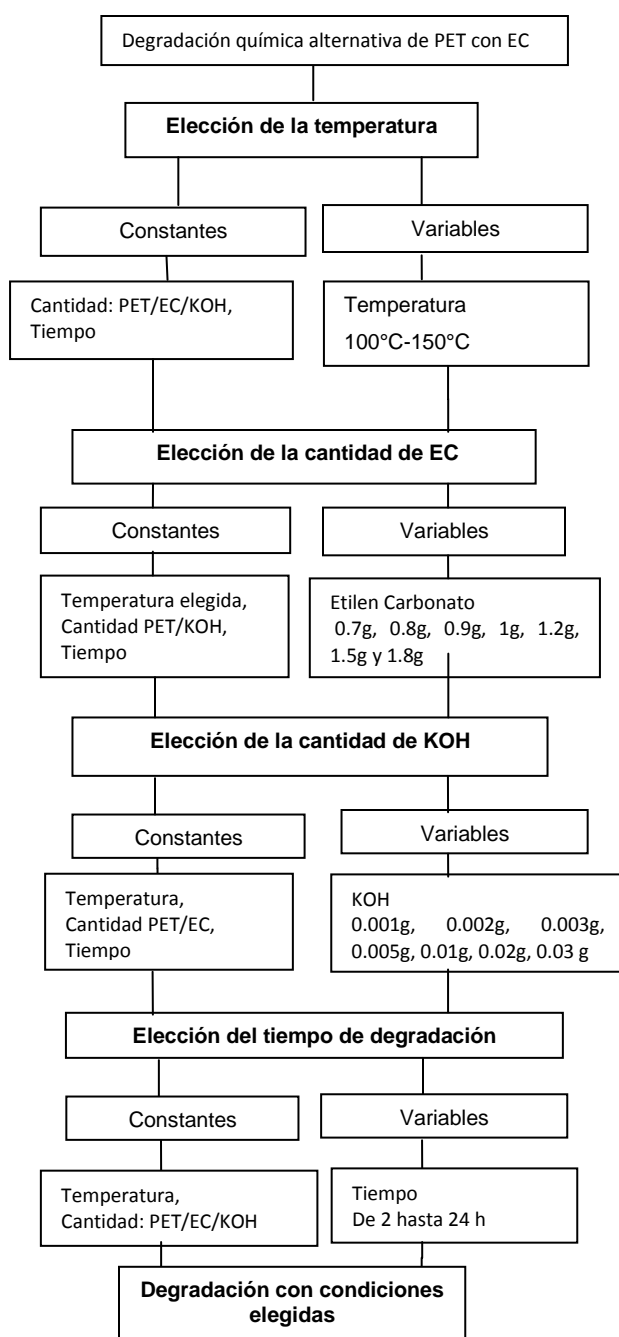 Degradación química alternativa de PET con EC
Elección de la temperatura
Constantes
Variables
Cantidad: PET/EC/KOH,
Tiempo
Temperatura
100°C-150°C
Elección de la cantidad de EC
Constantes
Variables
Temperatura elegida,
Cantidad PET/KOH,
Tiempo
Etilen Carbonato
0.7g, 0.8g, 0.9g, 1g, 1.2g,
1.5g y 1.8g
Elección de la cantidad de KOH
Constantes
Variables
Temperatura,
Cantidad PET/EC,
Tiempo
KOH
0.001g, 0.002g, 0.003g,
0.005g, 0.01g, 0.02g, 0.03 g
Elección del tiempo de degradación
Constantes
Variables
Temperatura,
Cantidad: PET/EC/KOH
Tiempo
De 2 hasta 24 h
Degradación con condiciones
elegidas